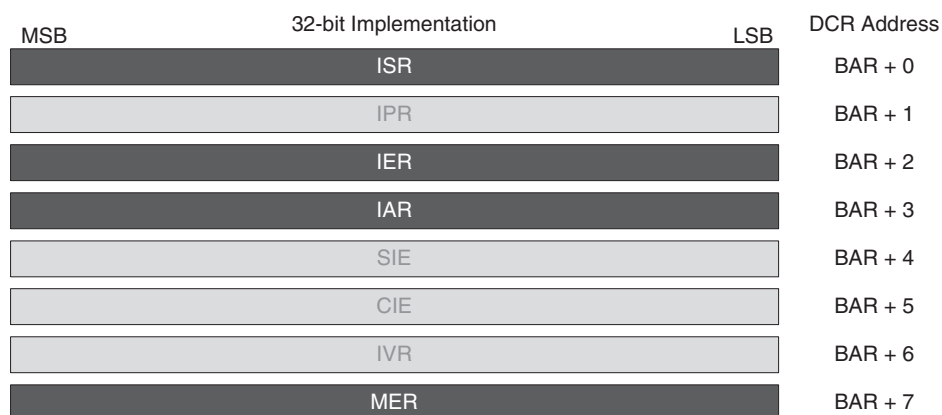 MSB 32-bit Implementation LSB DCR Address
ISR BAR + 0
IPR BAR + 1
IER BAR + 2
IAR BAR + 3
SIE BAR + 4
CIE BAR + 5
IVR BAR + 6
MER BAR + 7